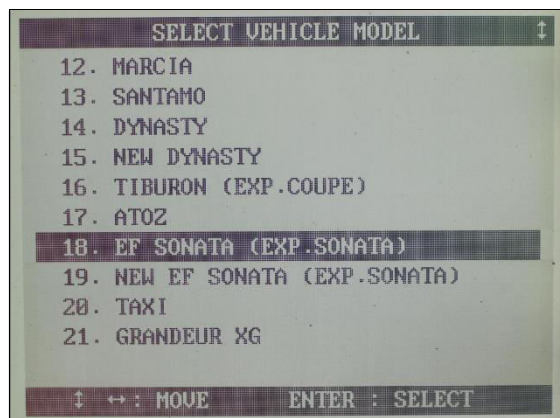 SELECT VEHICLE MODEL ↕
12. MARCIA
13. SANTAMO
14. DYNASTY
15. NEW DYNASTY
16. TIBURON (EXP.COUPE)
17. ATOZ
18. EF SONATA (EXP.SONATA)
19. NEW EF SONATA (EXP.SONATA)
20. TAXI
21. GRANDEUR XG
↕ ↔ : MOVE ENTER : SELECT